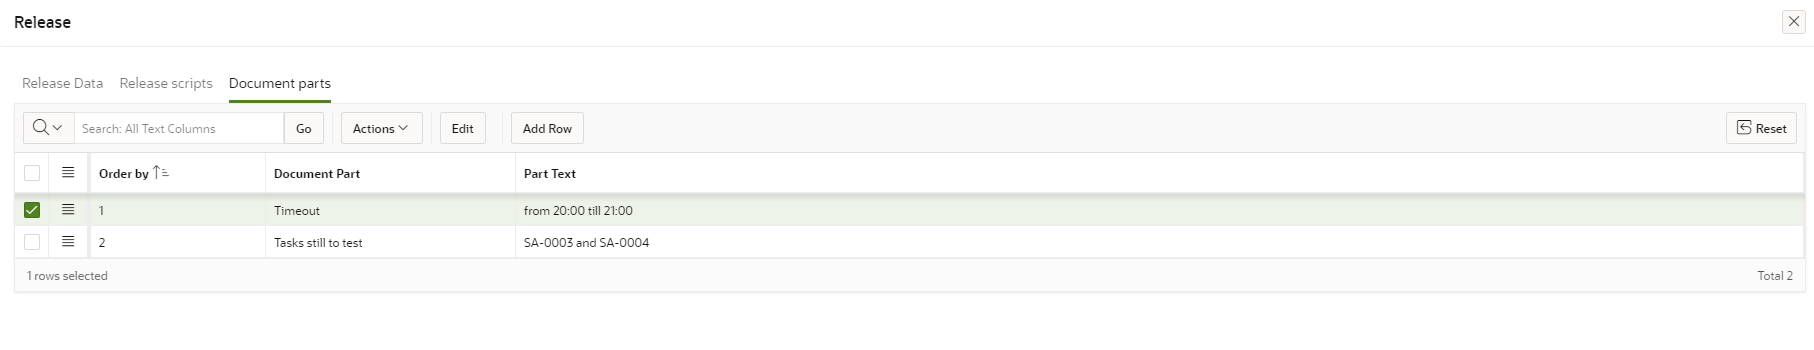 Release
Release Data Release scripts Document parts
Search: All Text Columns Go Actions Edit Add Row Reset
Order by Document Part Part Text
1 Timeout from 20:00 till 21:00
2 Tasks still to test SA-0003 and SA-0004
1 rows selected Total 2